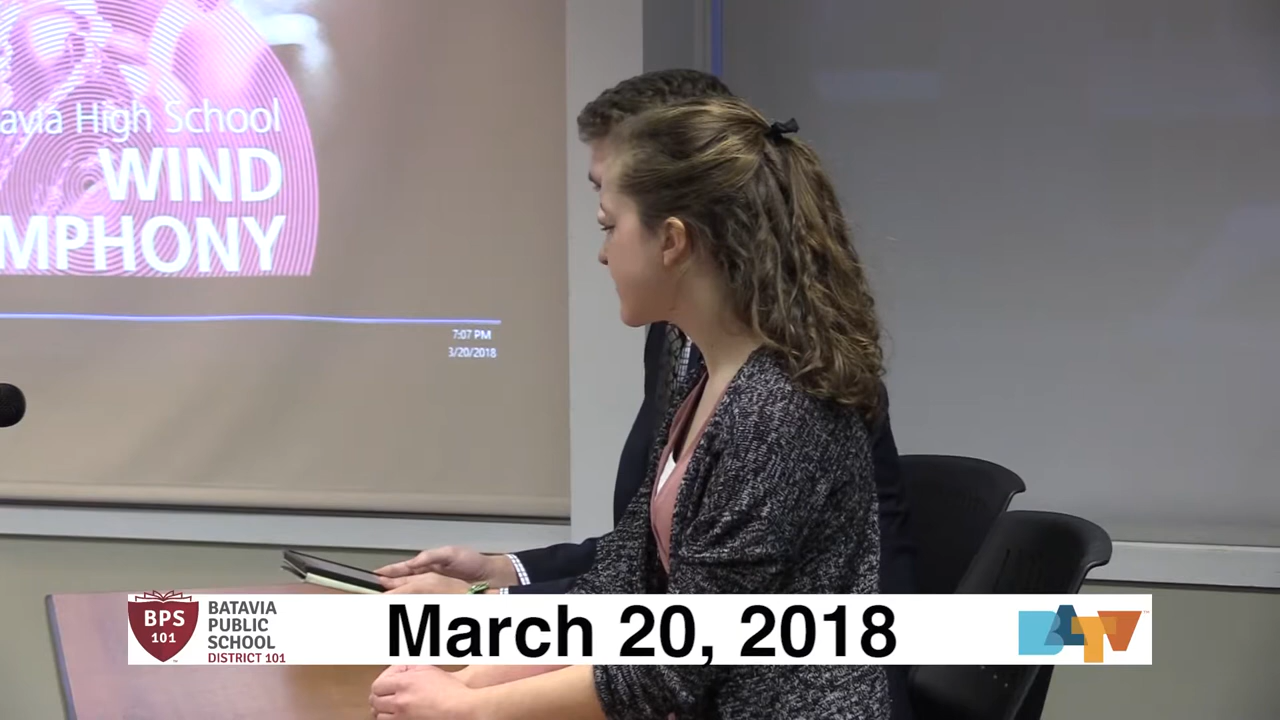 avia High School
WIND
MPHONY
7:07 PM
3/20/2018
BPS
101
BATAVIA
PUBLIC
SCHOOL
DISTRICT 101
March 20, 2018
BATV